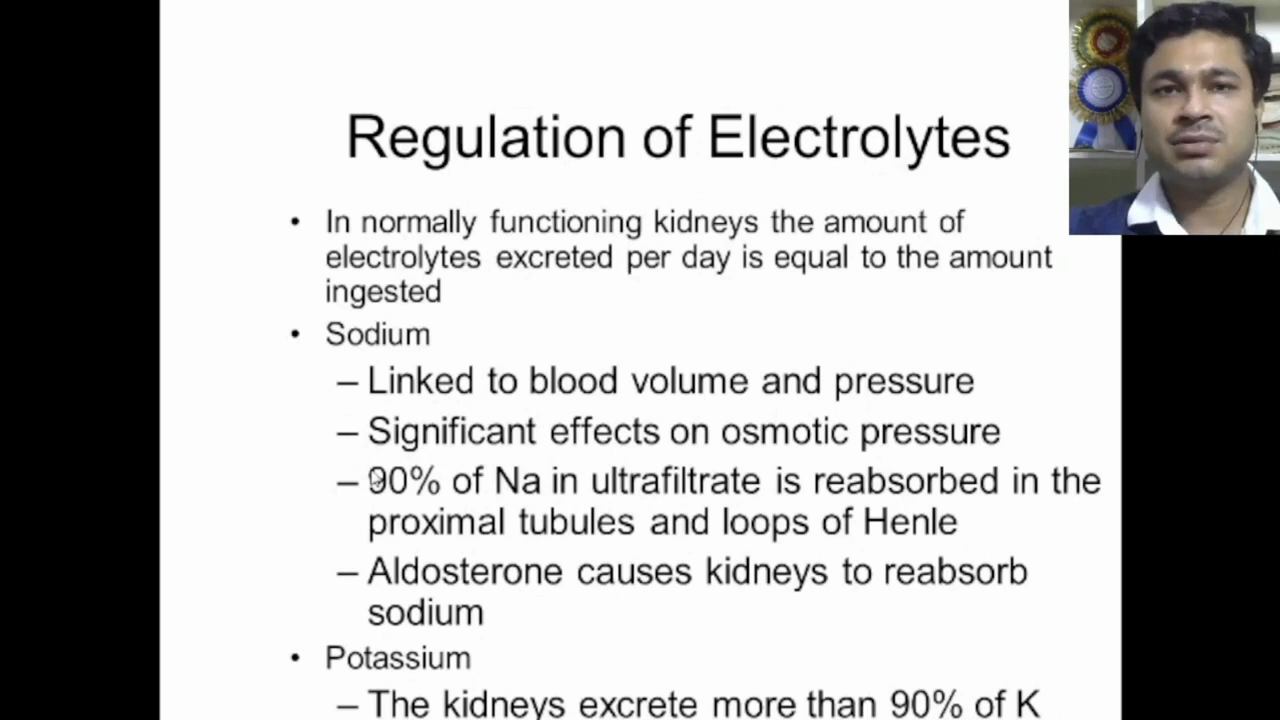 Regulation of Electrolytes
• In normally functioning kidneys the amount of
electrolytes excreted per day is equal to the amount
ingested
• Sodium
– Linked to blood volume and pressure
– Significant effects on osmotic pressure
– 90% of Na in ultrafiltrate is reabsorbed in the
proximal tubules and loops of Henle
– Aldosterone causes kidneys to reabsorb
sodium
• Potassium
– The kidneys excrete more than 90% of K